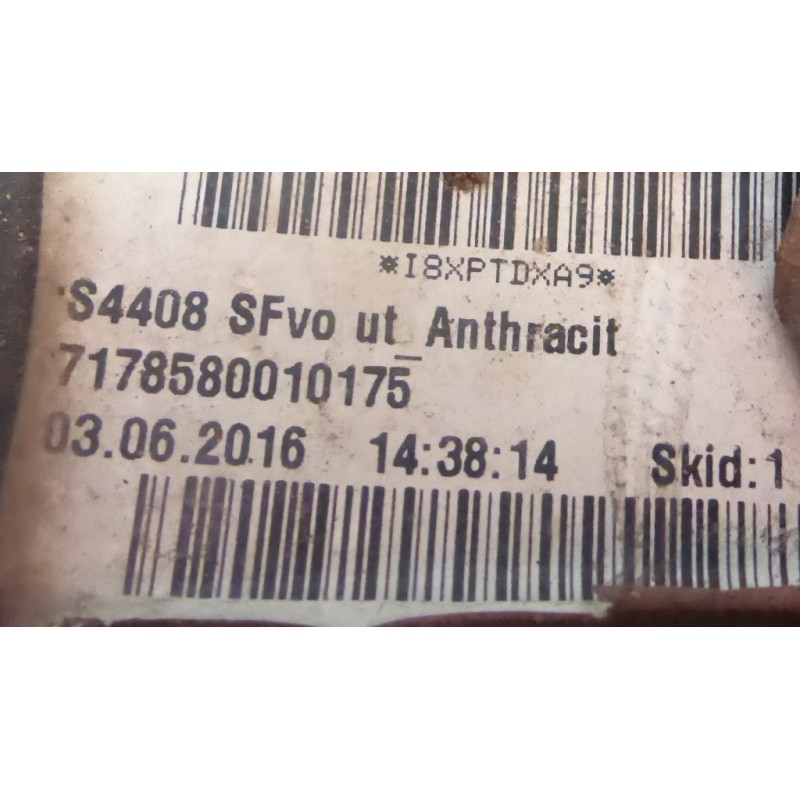 *I8XPTDXA9*
S4408 SFvo ut_Anthracit
7178580010175
03.06.2016 14:38:14 Skid: 1